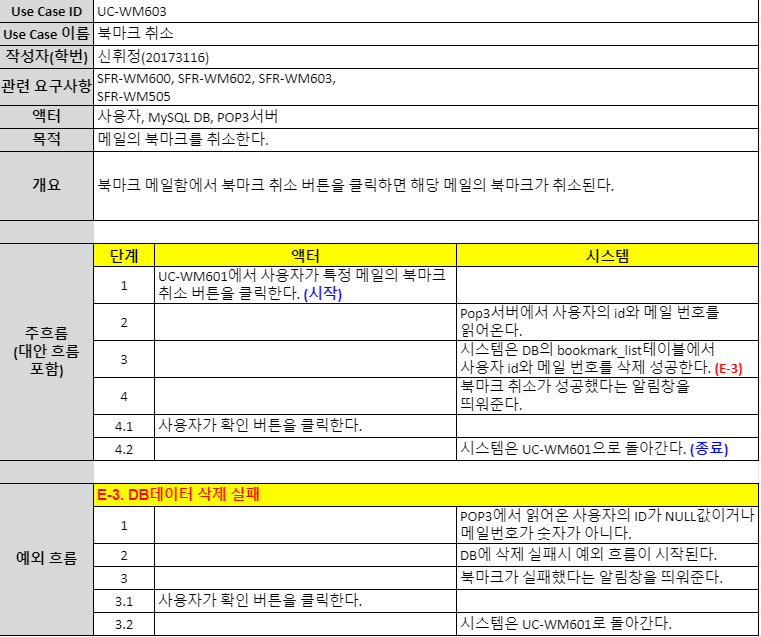 Use Case ID UC-WM603
Use Case 이름 북마크 취소
작성자(학번) 신휘정(20173116)
관련 요구사항 SFR-WM600, SFR-WM602, SFR-WM603,
SFR-WM505
액터 사용자, MySQL DB, POP3서버
목적 메일의 북마크를 취소한다.
개요 북마크 메일함에서 북마크 취소 버튼을 클릭하면 해당 메일의 북마크가 취소된다.
주흐름
(대안 흐름
포함)
단계 액터 시스템
1 UC-WM601에서 사용자가 특정 메일의 북마크
취소 버튼을 클릭한다. (시작)
2 Pop3서버에서 사용자의 id와 메일 번호를
읽어온다.
3 시스템은 DB의 bookmark_list테이블에서
사용자 id와 메일 번호를 삭제 성공한다. (E-3)
4 북마크 취소가 성공했다는 알림창을
띄워준다.
4.1 사용자가 확인 버튼을 클릭한다.
4.2 시스템은 UC-WM601으로 돌아간다. (종료)
예외 흐름
E-3. DB데이터 삭제 실패
1 POP3에서 읽어온 사용자의 ID가 NULL값이거나
메일번호가 숫자가 아니다.
2 DB에 삭제 실패시 예외 흐름이 시작된다.
3 북마크가 실패했다는 알람창을 띄워준다.
3.1 사용자가 확인 버튼을 클릭한다.
3.2 시스템은 UC-WM601로 돌아간다.